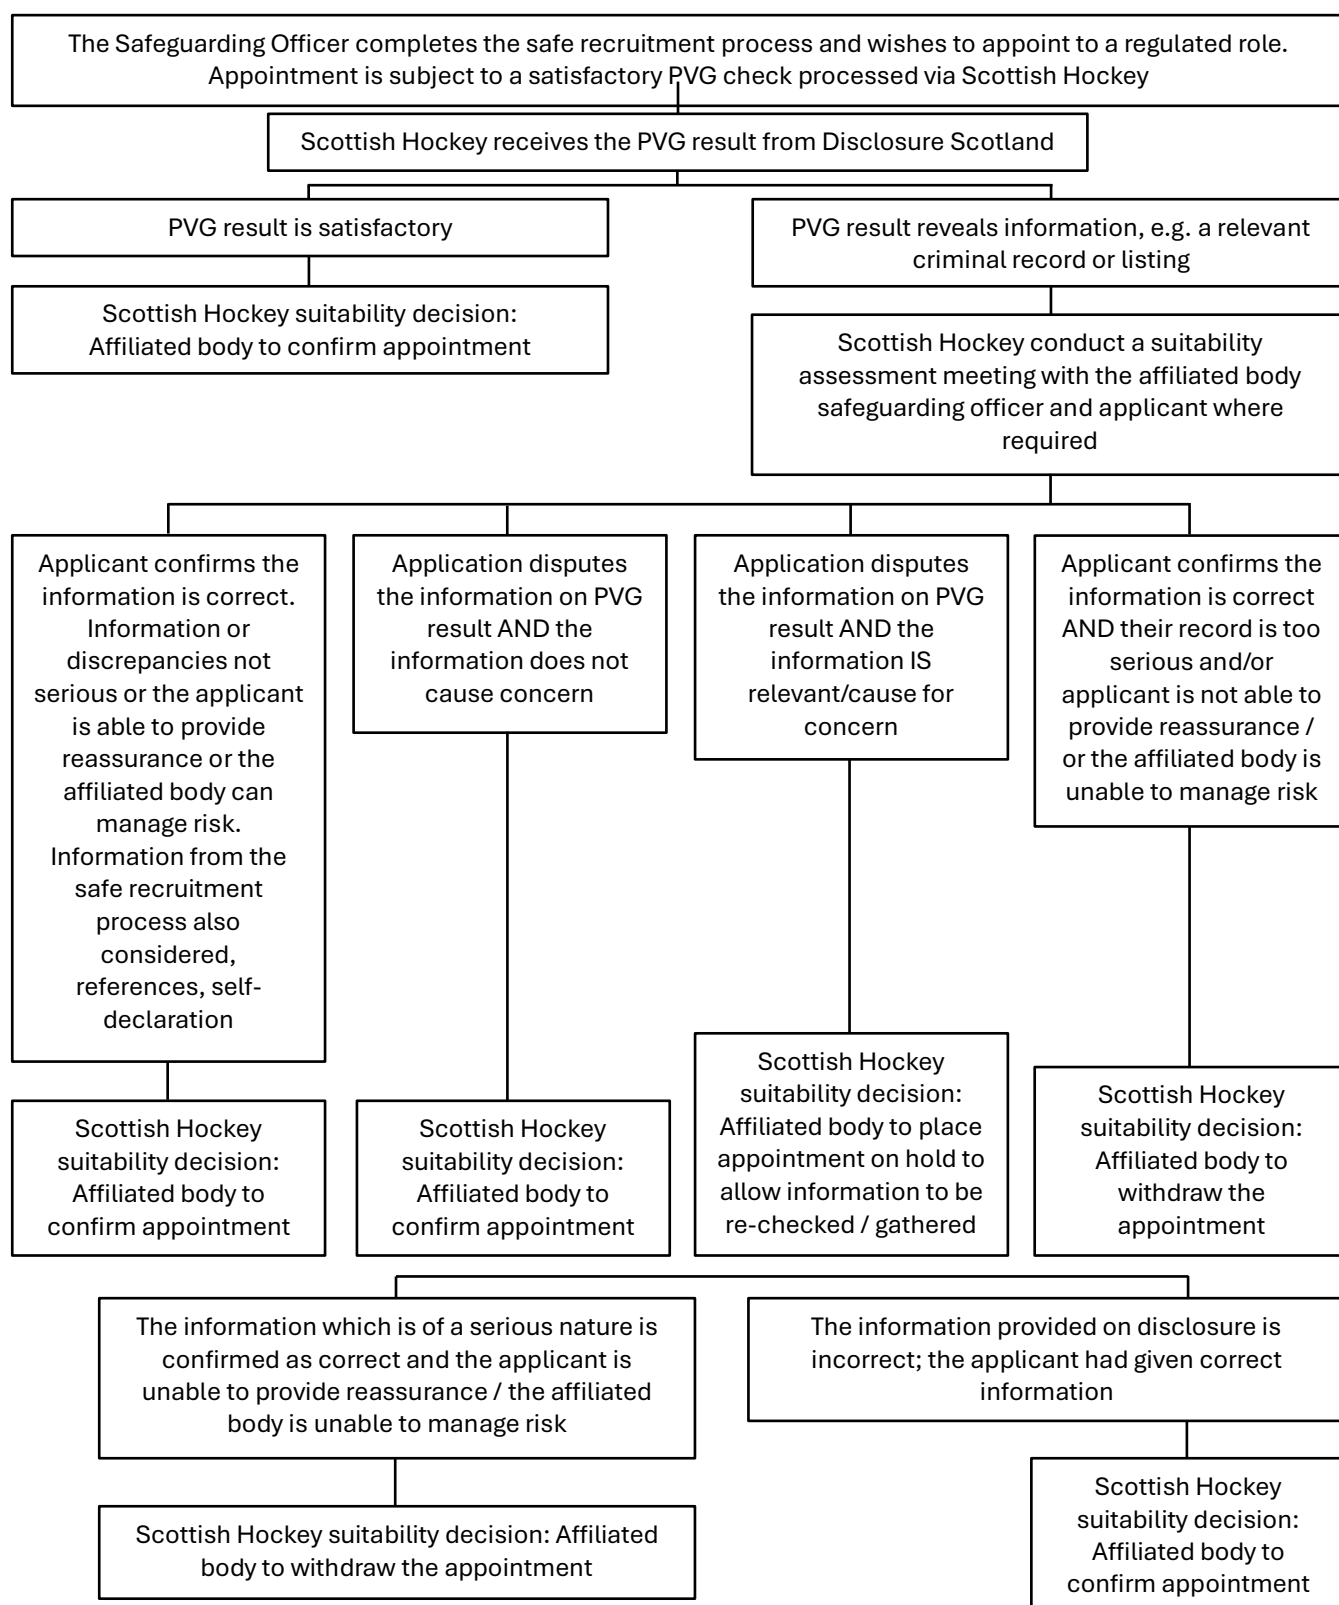 The Safeguarding Officer completes the safe recruitment process and wishes to appoint to a regulated role.
Appointment is subject to a satisfactory PVG check processed via Scottish Hockey
Scottish Hockey receives the PVG result from Disclosure Scotland
PVG result is satisfactory
PVG result reveals information, e.g. a relevant
criminal record or listing
Scottish Hockey suitability decision:
Affiliated body to confirm appointment
Scottish Hockey conduct a suitability
assessment meeting with the affiliated body
safeguarding officer and applicant where
required
Applicant confirms the
information is correct.
Information or
discrepancies not
serious or the applicant
is able to provide
reassurance or the
affiliated body can
manage risk.
Information from the
safe recruitment
process also
considered,
references, self-
declaration
Application disputes
the information on PVG
result AND the
information does not
cause concern
Application disputes
the information on PVG
result AND the
information IS
relevant/cause for
concern
Applicant confirms the
information is correct
AND their record is too
serious and/or
applicant is not able to
provide reassurance /
or the affiliated body is
unable to manage risk
Scottish Hockey
suitability decision:
Affiliated body to
confirm appointment
Scottish Hockey
suitability decision:
Affiliated body to
confirm appointment
Scottish Hockey
suitability decision:
Affiliated body to place
appointment on hold to
allow information to be
re-checked / gathered
Scottish Hockey
suitability decision:
Affiliated body to
withdraw the
appointment
The information which is of a serious nature is
confirmed as correct and the applicant is
unable to provide reassurance / the affiliated
body is unable to manage risk
The information provided on disclosure is
incorrect; the applicant had given correct
information
Scottish Hockey suitability decision: Affiliated
body to withdraw the appointment
Scottish Hockey
suitability decision:
Affiliated body to
confirm appointment